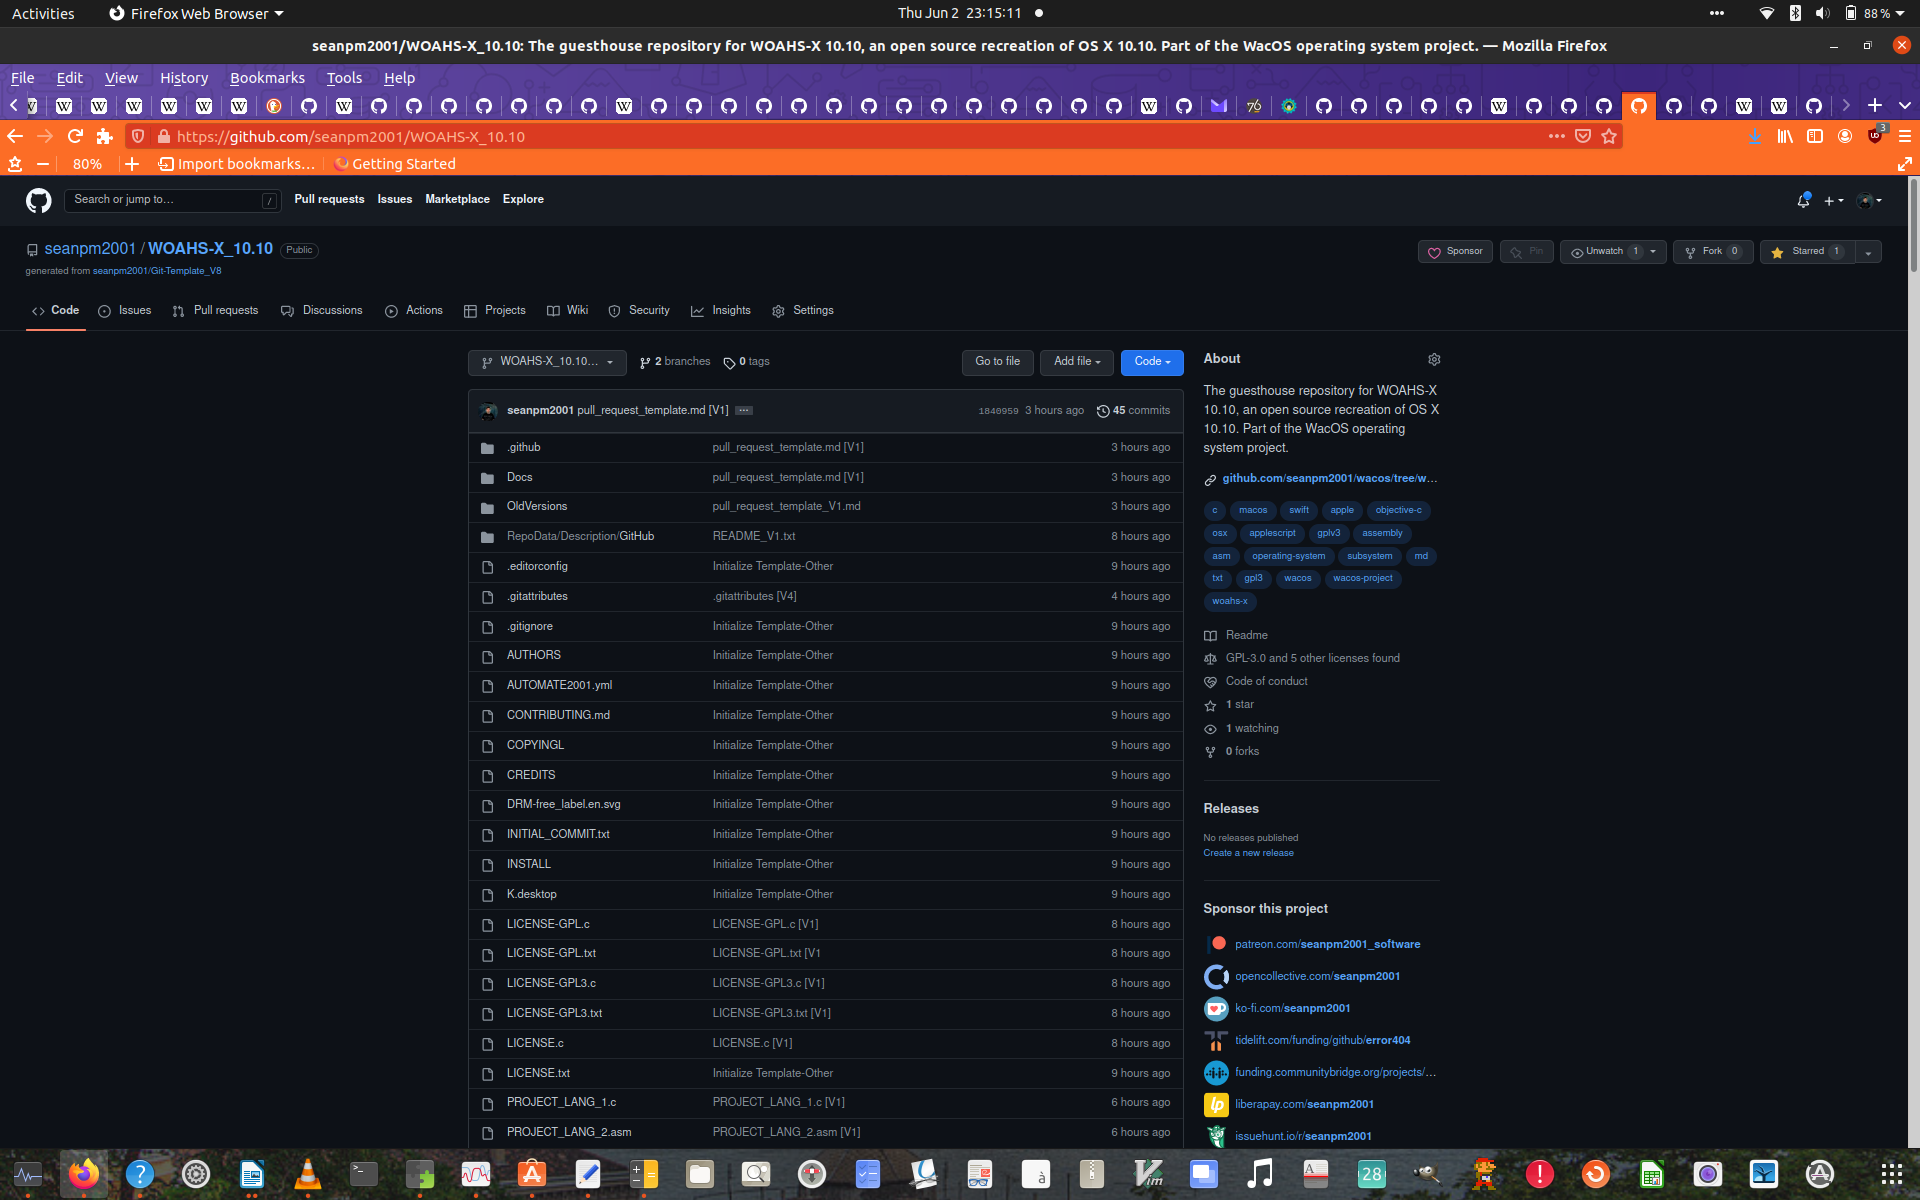 Activities
Firefox Web Browser
Thu Jun 2 23:15:11
88 %
seanpm2001/WOAHS-X_10.10: The guesthouse repository for WOAHS-X 10.10, an open source recreation of OS X 10.10. Part of the WacOS operating system project. — Mozilla Firefox
File Edit View History Bookmarks Tools Help
https://github.com/seanpm2001/WOAHS-X_10.10
3
80%
Import bookmarks...
Getting Started
Search or jump to...
/
Pull requests
Issues
Marketplace
Explore
seanpm2001 / WOAHS-X_10.10
Public
generated from seanpm2001/Git-Template_V8
Sponsor
Pin
Unwatch 1
Fork 0
Starred 1
Code
Issues
Pull requests
Discussions
Actions
Projects
Wiki
Security
Insights
Settings
WOAHS-X_10.10...
2 branches
0 tags
Go to file
Add file
Code
seanpm2001 pull_request_template.md [V1]
1840959 3 hours ago
45 commits
.github pull_request_template.md [V1] 3 hours ago
Docs pull_request_template.md [V1] 3 hours ago
OldVersions pull_request_template_V1.md 3 hours ago
RepoData/Description/GitHub README_V1.txt 8 hours ago
.editorconfig Initialize Template-Other 9 hours ago
.gitattributes .gitattributes [V4] 4 hours ago
.gitignore Initialize Template-Other 9 hours ago
AUTHORS Initialize Template-Other 9 hours ago
AUTOMATE2001.yml Initialize Template-Other 9 hours ago
CONTRIBUTING.md Initialize Template-Other 9 hours ago
COPYINGL Initialize Template-Other 9 hours ago
CREDITS Initialize Template-Other 9 hours ago
DRM-free_label.en.svg Initialize Template-Other 9 hours ago
INITIAL_COMMIT.txt Initialize Template-Other 9 hours ago
INSTALL Initialize Template-Other 9 hours ago
K.desktop Initialize Template-Other 9 hours ago
LICENSE-GPL.c LICENSE-GPL.c [V1] 8 hours ago
LICENSE-GPL.txt LICENSE-GPL.txt [V1 8 hours ago
LICENSE-GPL3.c LICENSE-GPL3.c [V1] 8 hours ago
LICENSE-GPL3.txt LICENSE-GPL3.txt [V1] 8 hours ago
LICENSE.c LICENSE.c [V1] 8 hours ago
LICENSE.txt Initialize Template-Other 9 hours ago
PROJECT_LANG_1.c PROJECT_LANG_1.c [V1] 6 hours ago
PROJECT_LANG_2.asm PROJECT_LANG_2.asm [V1] 6 hours ago
About
The guesthouse repository for WOAHS-X
10.10, an open source recreation of OS X
10.10. Part of the WacOS operating
system project.
github.com/seanpm2001/wacos/tree/w...
c macos swift apple objective-c
osx applescript gplv3 assembly
asm operating-system subsystem md
txt gpl3 wacos wacos-project
woahs-x
Readme
GPL-3.0 and 5 other licenses found
Code of conduct
1 star
1 watching
0 forks
Releases
No releases published
Create a new release
Sponsor this project
patreon.com/seanpm2001_software
opencollective.com/seanpm2001
ko-fi.com/seanpm2001
tidelift.com/funding/github/error404
funding.communitybridge.org/projects/...
liberapay.com/seanpm2001
issuehunt.io/r/seanpm2001
28